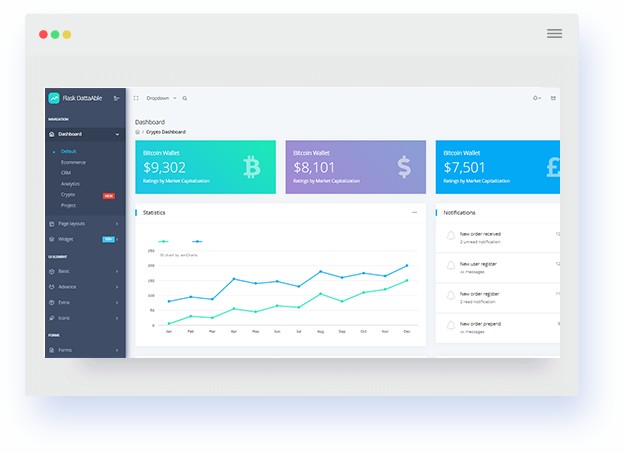 Flask DattaAble
Dropdown
NAVIGATION
Dashboard
Default
Ecommerce
CRM
Analytics
Crypto
NEW
Project
Page layouts
Widget
100+
UI ELEMENT
Basic
Advance
Extra
Icons
FORMS
Forms
Dashboard
/ Crypto Dashboard
Bitcoin Wallet
$9,302
Ratings by Market Capitalization
Bitcoin Wallet
$8,101
Ratings by Market Capitalization
Bitcoin Wallet
$7,501
Ratings by Market Capitalization
Statistics
JS chart by amCharts
250
200
150
100
50
0
Jan Feb Mar Apr May Jun Jul Aug Sep Oct Nov Dec
Notifications
New order received
2 unread notification
12
New user register
xx messages
12
New order register
2 read notification
11
New order prepend
xx messages